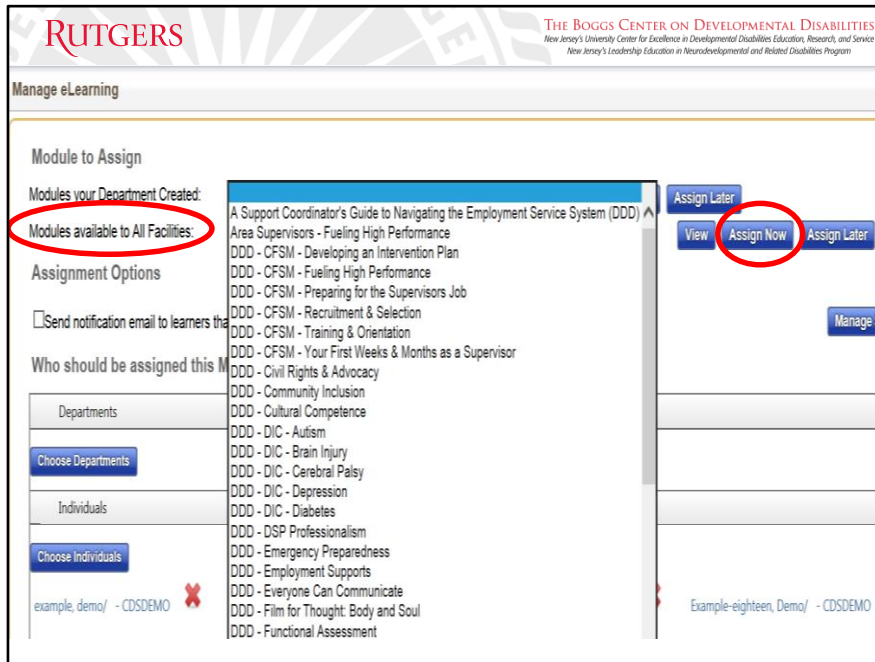 RUTGERS
THE BOGGS CENTER ON DEVELOPMENTAL DISABILITIES
New Jersey's University Center for Excellence in Developmental Disabilities Education, Research, and Service
New Jersey's Leadership Education in Neurodevelopmental and Related Disabilities Program
Manage eLearning
Module to Assign
Modules your Department Created:
Assign Later
Modules available to All Facilities:
View Assign Now Assign Later
A Support Coordinator's Guide to Navigating the Employment Service System (DDD)
Area Supervisors - Fueling High Performance
DDD - CFSM - Developing an Intervention Plan
DDD - CFSM - Fueling High Performance
DDD - CFSM - Preparing for the Supervisors Job
DDD - CFSM - Recruitment & Selection
DDD - CFSM - Training & Orientation
DDD - CFSM - Your First Weeks & Months as a Supervisor
DDD - Civil Rights & Advocacy
DDD - Community Inclusion
DDD - Cultural Competence
DDD - DIC - Autism
DDD - DIC - Brain Injury
DDD - DIC - Cerebral Palsy
DDD - DIC - Depression
DDD - DIC - Diabetes
DDD - DSP Professionalism
DDD - Emergency Preparedness
DDD - Employment Supports
DDD - Everyone Can Communicate
DDD - Film for Thought: Body and Soul
DDD - Functional Assessment
Assignment Options
Send notification email to learners tha
Manage
Who should be assigned this M
Departments
Choose Departments
Individuals
Choose Individuals
example, demo/ - CDSDEMO
Example-eighteen, Demo/ - CDSDEMO